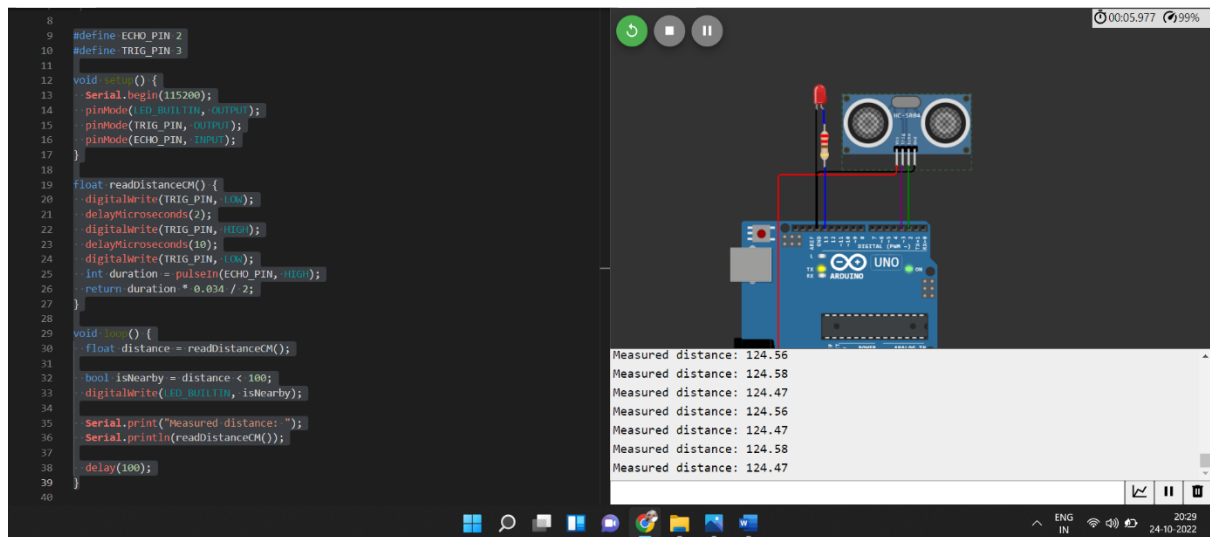 8
9 #define ECHO_PIN 2
10 #define TRIG_PIN 3
11
12 void setup() {
13 Serial.begin(115200);
14 pinMode(LED_BUILTIN, OUTPUT);
15 pinMode(TRIG_PIN, OUTPUT);
16 pinMode(ECHO_PIN, INPUT);
17 }
18
19 float readDistanceCM() {
20 digitalWrite(TRIG_PIN, LOW);
21 delayMicroseconds(2);
22 digitalWrite(TRIG_PIN, HIGH);
23 delayMicroseconds(10);
24 digitalWrite(TRIG_PIN, LOW);
25 int duration = pulseIn(ECHO_PIN, HIGH);
26 return duration * 0.034 / 2;
27 }
28
29 void loop() {
30 float distance = readDistanceCM();
31
32 bool isNearby = distance < 100;
33 digitalWrite(LED_BUILTIN, isNearby);
34
35 Serial.print("Measured distance: ");
36 Serial.println(readDistanceCM());
37
38 delay(100);
39 }
40
00:05.977 99%
HC-SR04
AREF
GND
13
12
DIGITAL (PWM ~)
L
TX
RX
UNO
ARDUINO
ON
POWER
ANALOG IN
Measured distance: 124.56
Measured distance: 124.58
Measured distance: 124.47
Measured distance: 124.56
Measured distance: 124.47
Measured distance: 124.58
Measured distance: 124.47
ENG
IN
20:29
24-10-2022